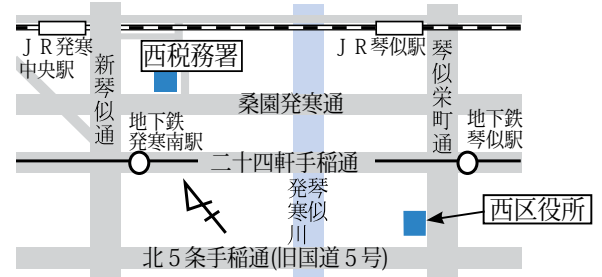 ＪＲ発寒
中央駅
西税務署
ＪＲ琴似駅
新琴似通
琴似栄町通
桑園発寒通
地下鉄
発寒南駅
地下鉄
琴似駅
二十四軒手稲通
琴似
発寒川
西区役所
北５条手稲通(旧国道５号)